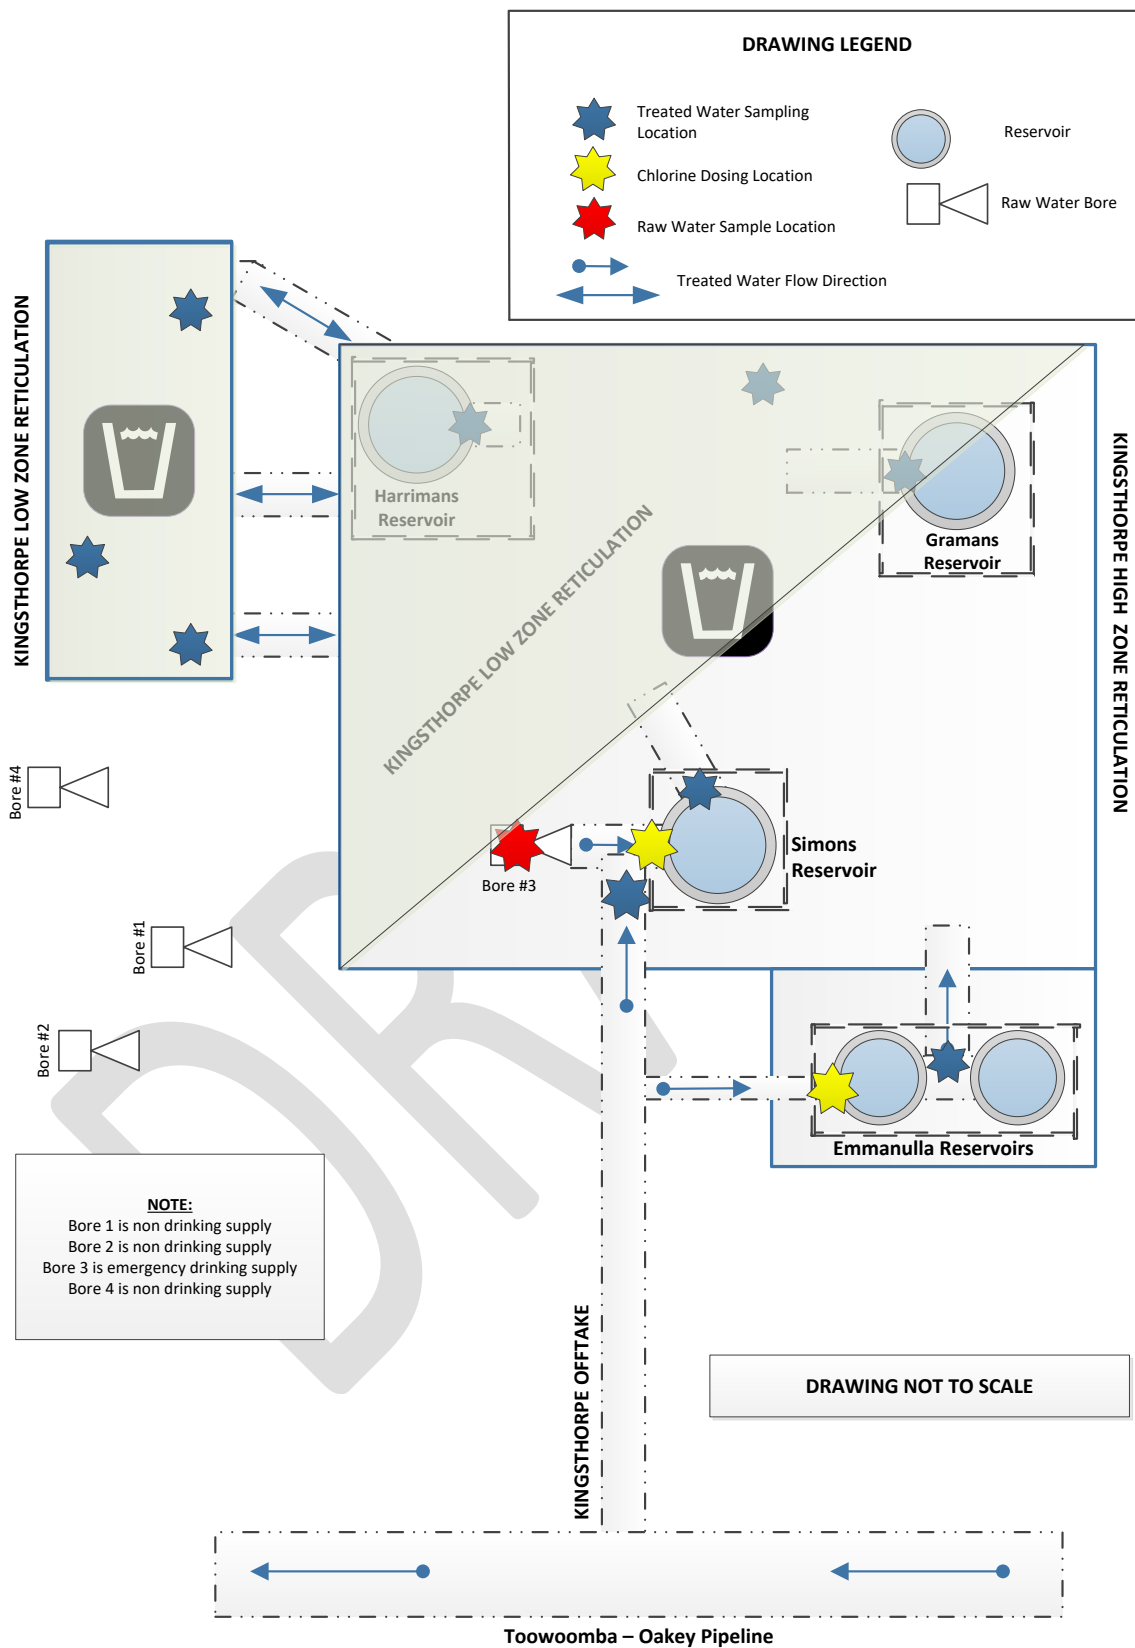 DRAWING LEGEND
Treated Water Sampling
Location
Reservoir
Chlorine Dosing Location
Raw Water Bore
Raw Water Sample Location
Treated Water Flow Direction
KINGSTHORPE LOW ZONE RETICULATION
Harrimans
Reservoir
KINGSTHORPE LOW ZONE RETICULATION
Gramans
Reservoir
KINGSTHORPE HIGH ZONE RETICULATION
Bore #4
Simons
Reservoir
Bore #3
Bore #1
Bore #2
Emmanulla Reservoirs
NOTE:
Bore 1 is non drinking supply
Bore 2 is non drinking supply
Bore 3 is emergency drinking supply
Bore 4 is non drinking supply
KINGSTHORPE OFFTAKE
DRAWING NOT TO SCALE
Toowoomba – Oakey Pipeline